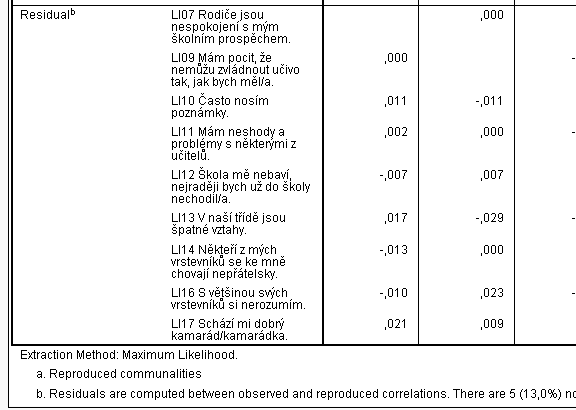 Residualb LI07 Rodiče jsou ,000
nespokojení s mým
školním prospěchem.
LI09 Mám pocit, že ,000 -
nemůžu zvládnout učivo
tak, jak bych měl/a.
LI10 Často nosím ,011 -,011
poznámky.
LI11 Mám neshody a ,002 ,000 -
problémy s některými z
učitelů.
LI12 Škola mě nebaví, -,007 ,007
nejraději bych už do školy
nechodil/a.
LI13 V naší třídě jsou ,017 -,029 -
špatné vztahy.
LI14 Někteří z mých -,013 ,000
vrstevníků se ke mně
chovají nepřátelsky.
LI16 S většinou svých -,010 ,023 -
vrstevníků si nerozumím.
LI17 Schází mi dobrý ,021 ,009
kamarád/kamarádka.
Extraction Method: Maximum Likelihood.
a. Reproduced communalities
b. Residuals are computed between observed and reproduced correlations. There are 5 (13,0%) no